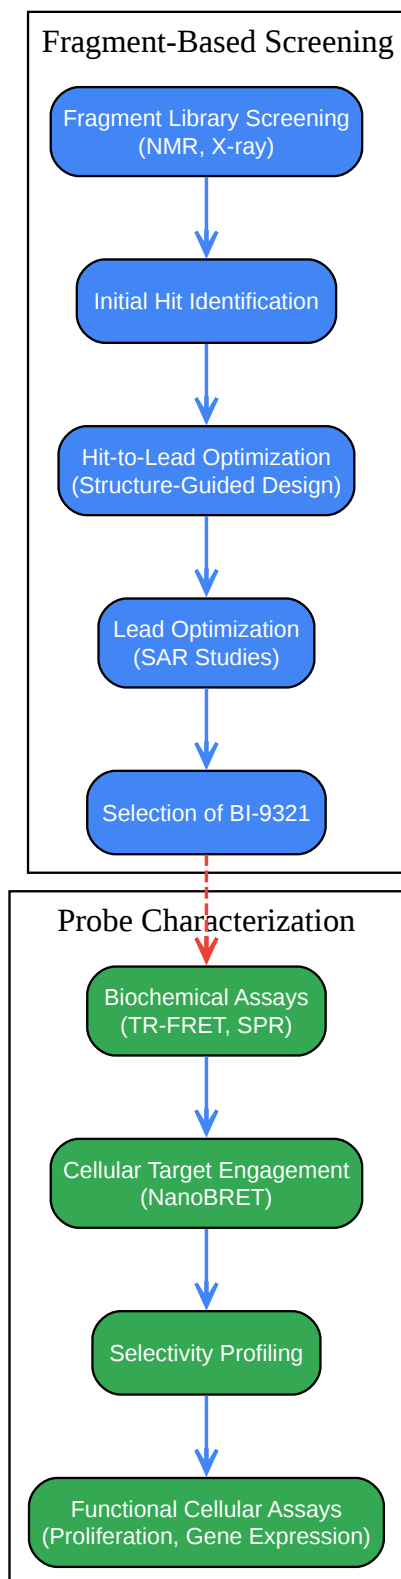 Fragment-Based Screening
Fragment Library Screening
(NMR, X-ray)
Initial Hit Identification
Hit-to-Lead Optimization
(Structure-Guided Design)
Lead Optimization
(SAR Studies)
Selection of BI-9321
Probe Characterization
Biochemical Assays
(TR-FRET, SPR)
Cellular Target Engagement
(NanoBRET)
Selectivity Profiling
Functional Cellular Assays
(Proliferation, Gene Expression)